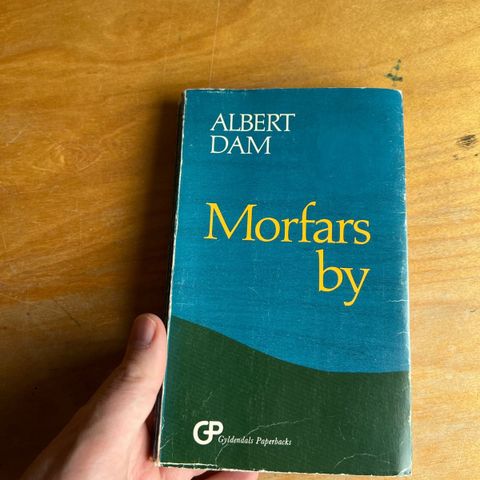 ALBERT
DAM
Morfars
by
GP Gyldendals Paperbacks